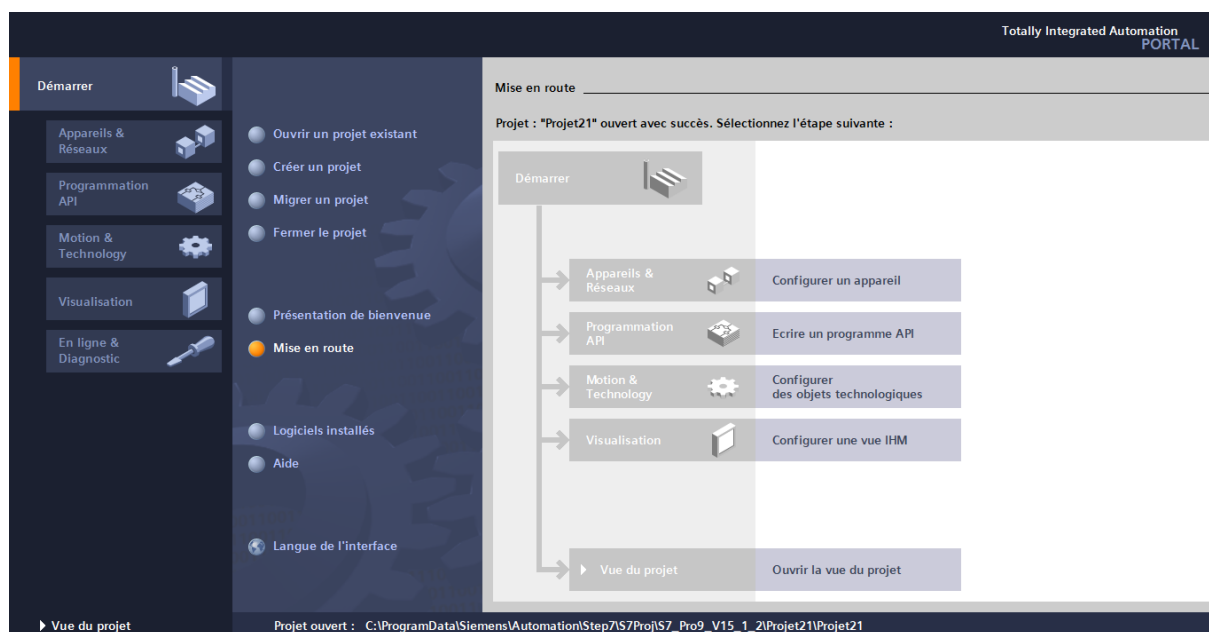 Totally Integrated Automation
PORTAL
Démarrer
Appareils &
Réseaux
Programmation
API
Motion &
Technology
Visualisation
En ligne &
Diagnostic
Vue du projet
Ouvrir un projet existant
Créer un projet
Migrer un projet
Fermer le projet
Présentation de bienvenue
Mise en route
Logiciels installés
Aide
Langue de l'interface
Mise en route
Projet : "Projet21" ouvert avec succès. Sélectionnez l'étape suivante :
Démarrer
Appareils &
Réseaux
Configurer un appareil
Programmation
API
Ecrire un programme API
Motion &
Technology
Configurer
des objets technologiques
Visualisation
Configurer une vue IHM
Vue du projet
Ouvrir la vue du projet
Projet ouvert : C:\ProgramData\Siemens\Automation\Step7\S7Proj\S7_Pro9_V15_1_2\Projet21\Projet21